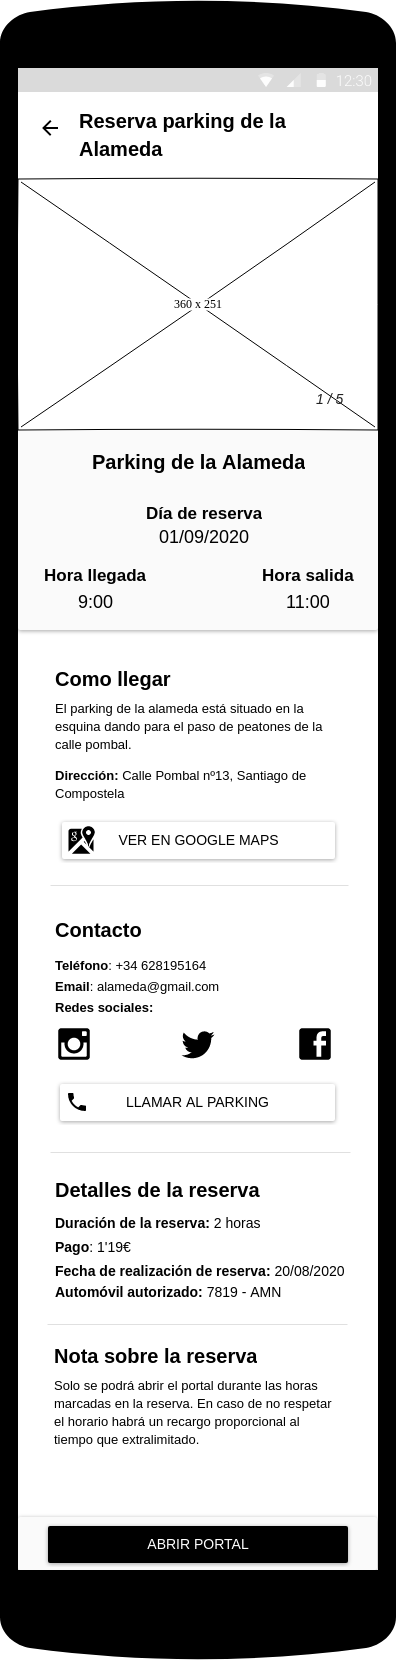 12:30
Reserva parking de la
Alameda
360 x 251
1 / 5
Parking de la Alameda
Día de reserva
01/09/2020
Hora llegada Hora salida
9:00 11:00
Como llegar
El parking de la alameda está situado en la
esquina dando para el paso de peatones de la
calle pombal.
Dirección: Calle Pombal nº13, Santiago de
Compostela
VER EN GOOGLE MAPS
Contacto
Teléfono: +34 628195164
Email: alameda@gmail.com
Redes sociales:
LLAMAR AL PARKING
Detalles de la reserva
Duración de la reserva: 2 horas
Pago: 1'19€
Fecha de realización de reserva: 20/08/2020
Automóvil autorizado: 7819 - AMN
Nota sobre la reserva
Solo se podrá abrir el portal durante las horas
marcadas en la reserva. En caso de no respetar
el horario habrá un recargo proporcional al
tiempo que extralimitado.
ABRIR PORTAL